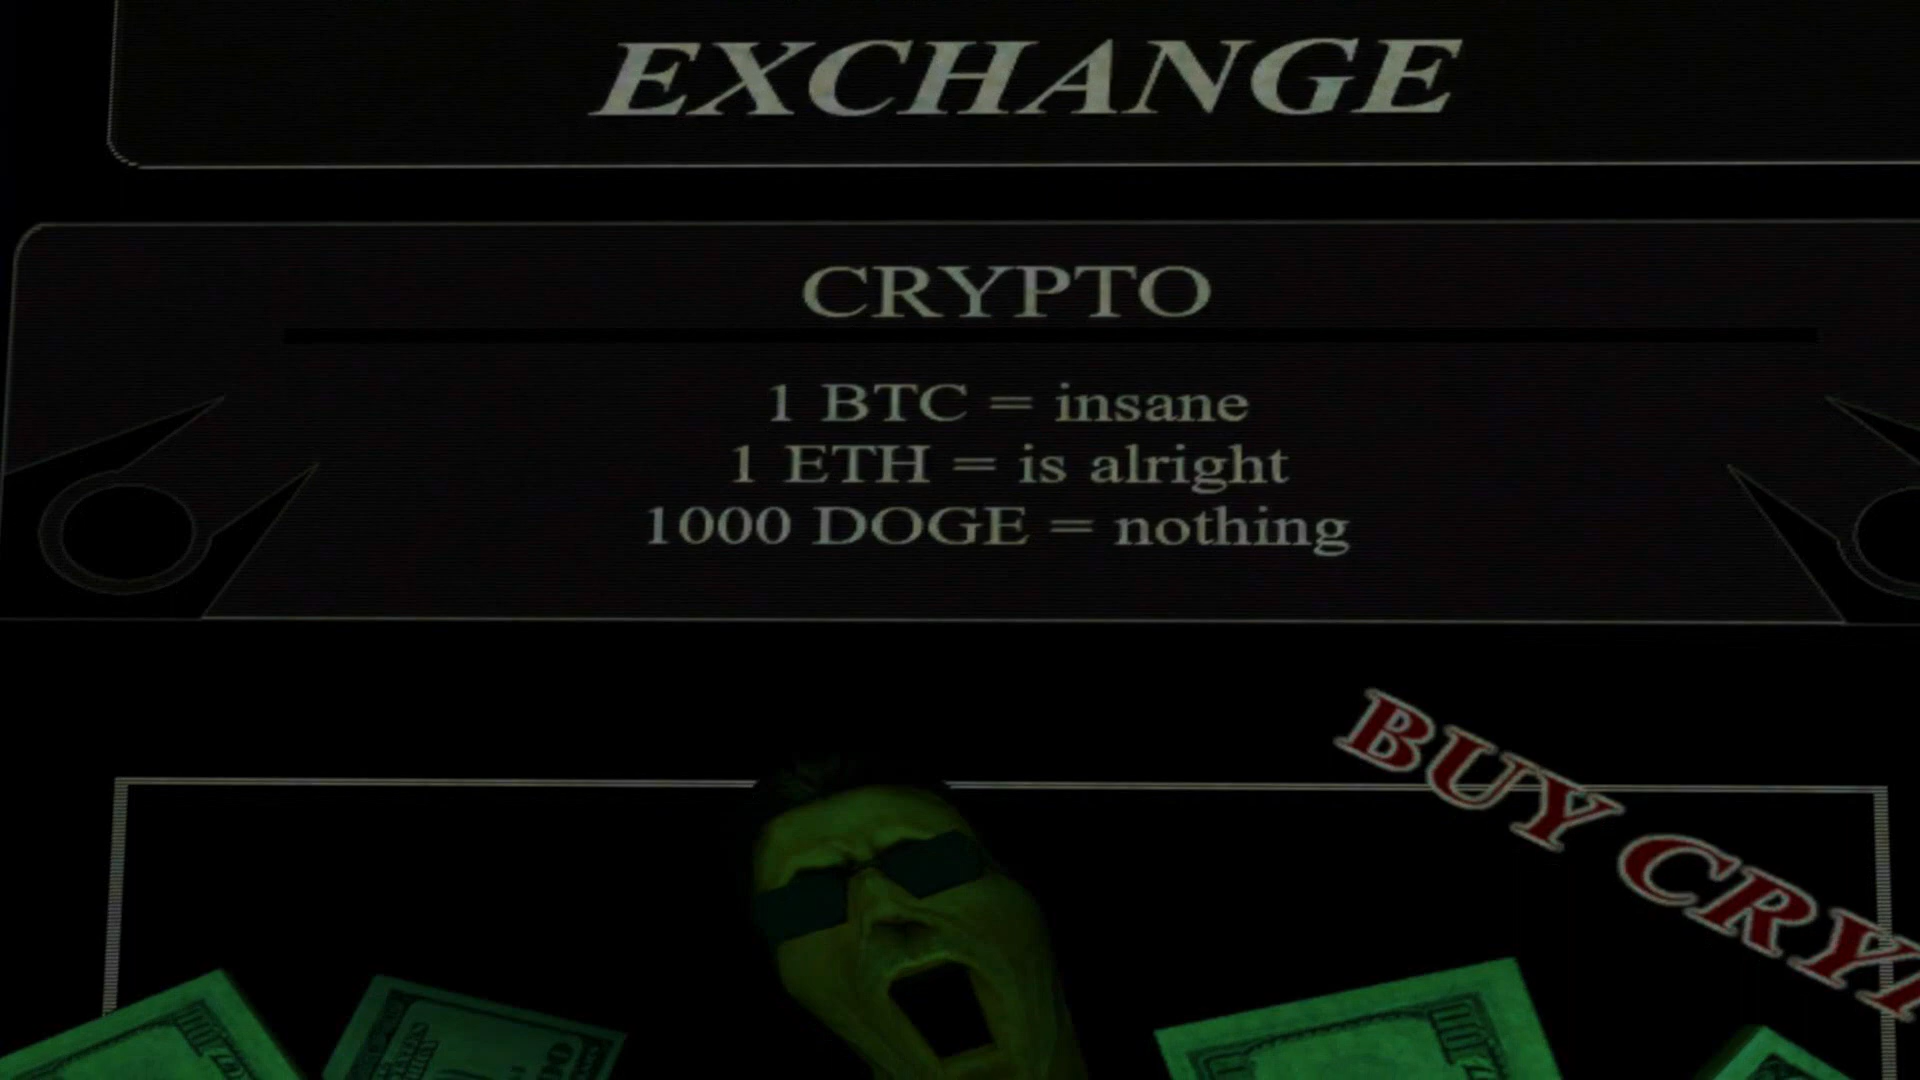 EXCHANGE
CRYPTO
1 BTC = insane
1 ETH = is alright
1000 DOGE = nothing
BUY